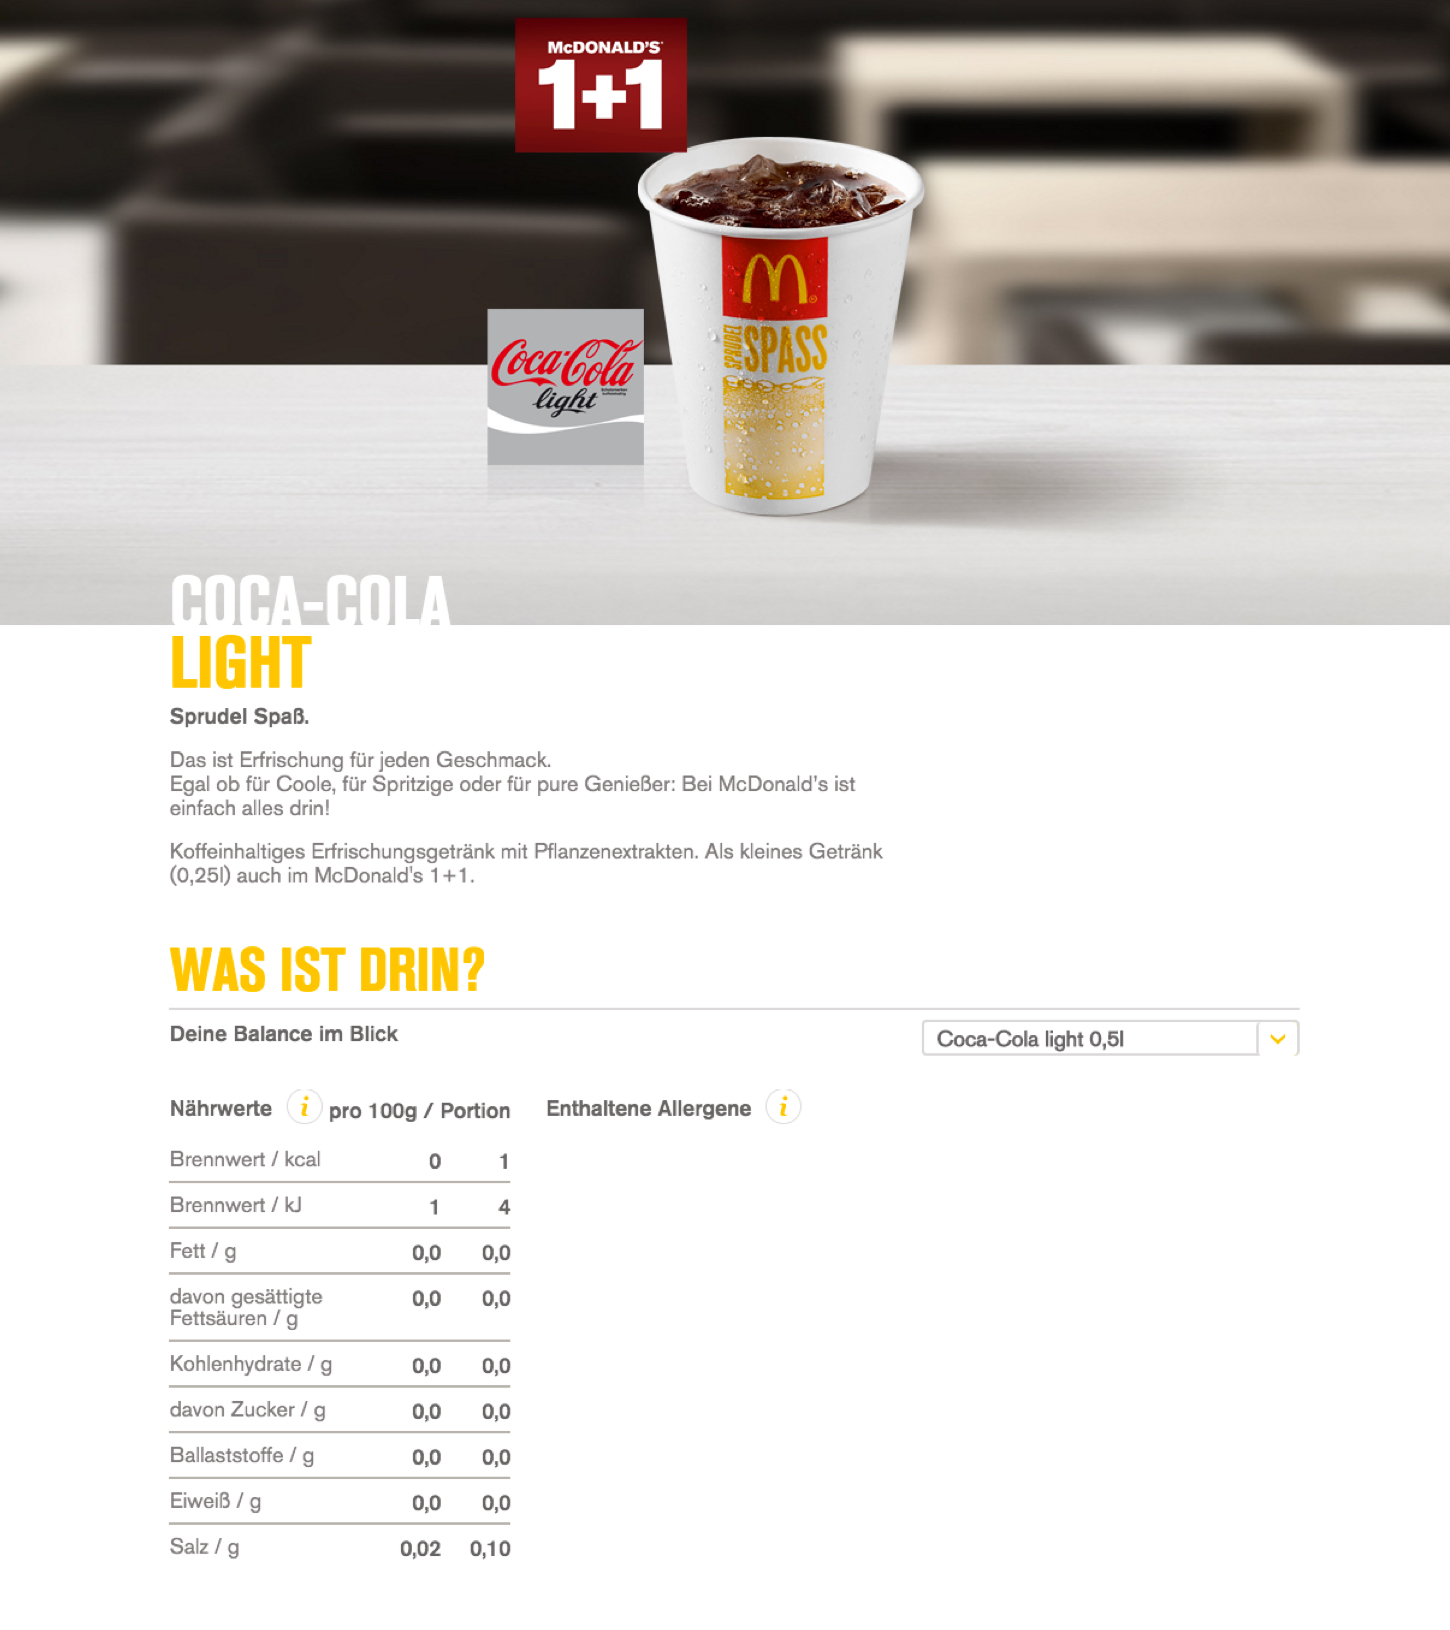 McDONALD'S
1+1
Coca-Cola
light
M
SPRUDEL
SPASS
COCA-COLA
LIGHT
Sprudel Spaß.
Das ist Erfrischung für jeden Geschmack.
Egal ob für Coole, für Spritzige oder für pure Genießer: Bei McDonald's ist
einfach alles drin!
Koffeinhaltiges Erfrischungsgetränk mit Pflanzenextrakten. Als kleines Getränk
(0,25l) auch im McDonald's 1+1.
WAS IST DRIN?
Deine Balance im Blick
Coca-Cola light 0,5l
Nährwerte i pro 100g / Portion
Enthaltene Allergene i
Brennwert / kcal 0 1
Brennwert / kJ 1 4
Fett / g 0,0 0,0
davon gesättigte 0,0 0,0
Fettsäuren / g
Kohlenhydrate / g 0,0 0,0
davon Zucker / g 0,0 0,0
Ballaststoffe / g 0,0 0,0
Eiweiß / g 0,0 0,0
Salz / g 0,02 0,10